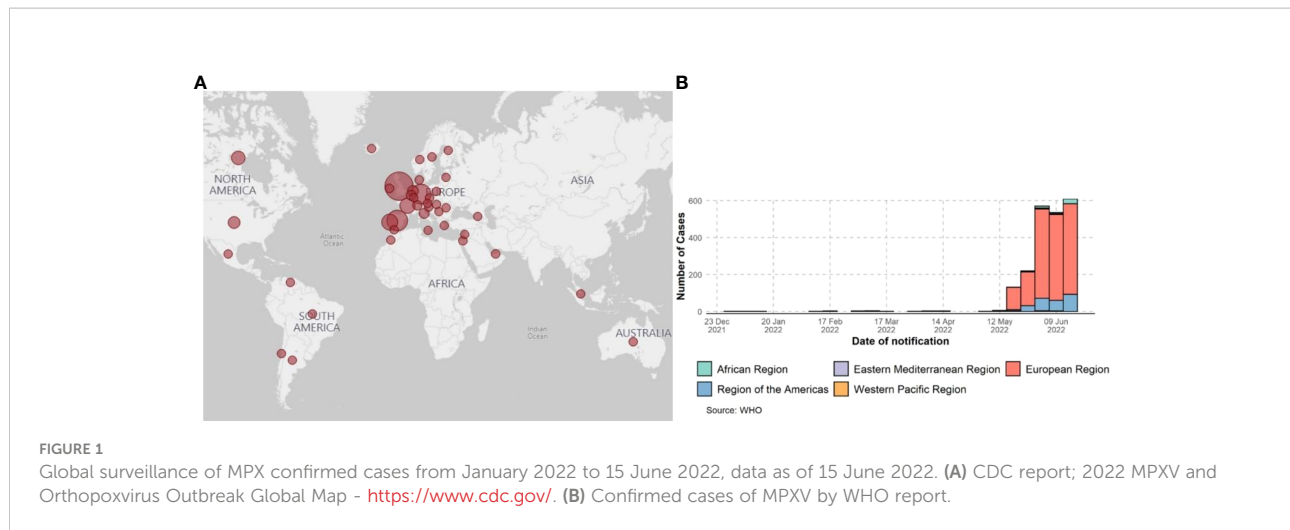 A
B
NORTH
AMERICA
ROPE
ASIA
Atlantic
Ocean
AFRICA
SOUTH
AMERICA
Indian
Ocean
AUSTRALIA
Number of Cases
600
400
200
0
23 Dec
2021
20 Jan
2022
17 Feb
2022
17 Mar
2022
14 Apr
2022
12 May
2022
09 Jun
2022
Date of notification
African Region
Eastern Mediterranean Region
European Region
Region of the Americas
Western Pacific Region
Source: WHO
FIGURE 1
Global surveillance of MPX confirmed cases from January 2022 to 15 June 2022, data as of 15 June 2022. (A) CDC report; 2022 MPXV and
Orthopoxvirus Outbreak Global Map - https://www.cdc.gov/. (B) Confirmed cases of MPXV by WHO report.